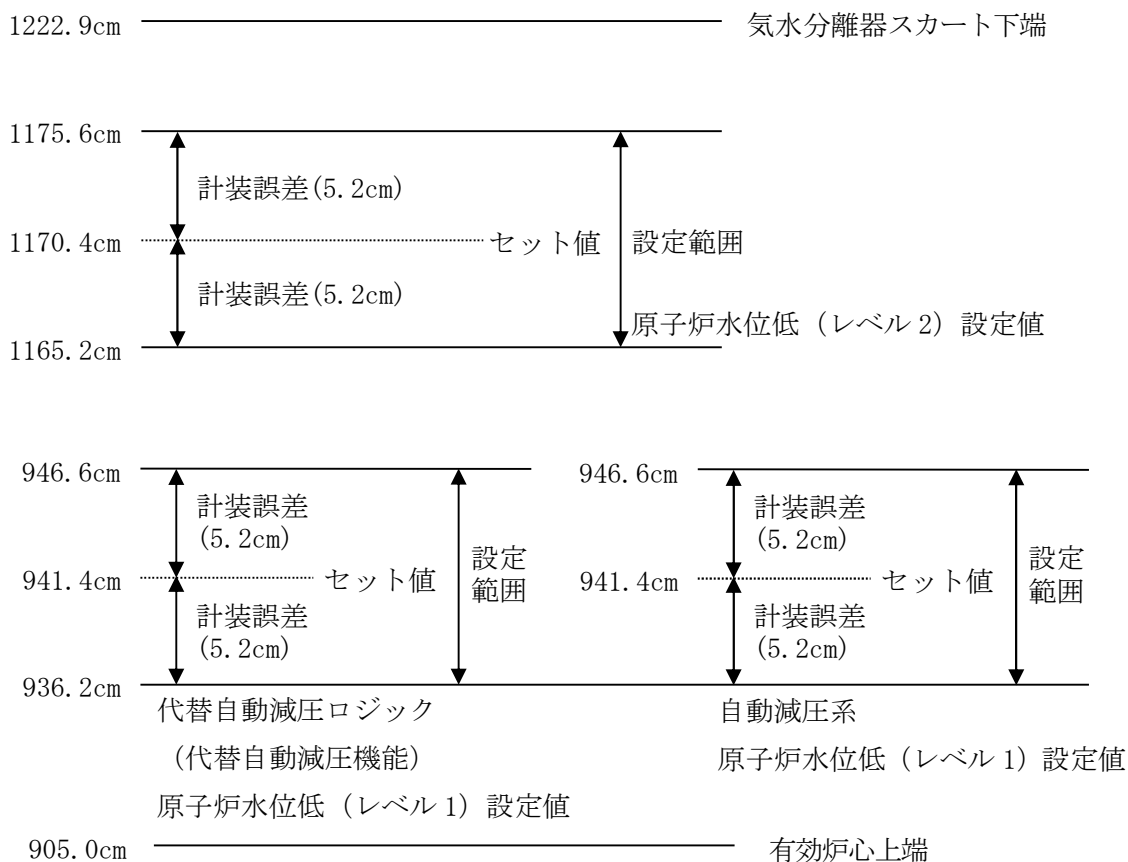 1222.9cm 気水分離器スカート下端
1175.6cm
計装誤差(5.2cm)
1170.4cm セット値 設定範囲
計装誤差(5.2cm)
原子炉水位低（レベル 2）設定値
1165.2cm
946.6cm 946.6cm
計装誤差 計装誤差
(5.2cm) (5.2cm)
設定 設定
941.4cm セット値 941.4cm セット値
範囲 範囲
計装誤差 計装誤差
(5.2cm) (5.2cm)
936.2cm
代替自動減圧ロジック 自動減圧系
（代替自動減圧機能） 原子炉水位低（レベル 1）設定値
原子炉水位低（レベル 1）設定値
905.0cm 有効炉心上端